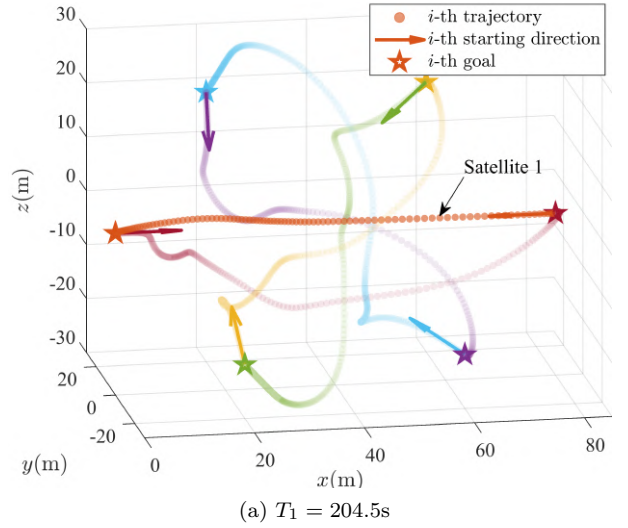 i-th trajectory
i-th starting direction
i-th goal
Satellite 1
30
20
10
0
-10
-20
-30
z(m)
20
0
-20
y(m)
0
20
40
60
80
x(m)
(a) T₁ = 204.5s